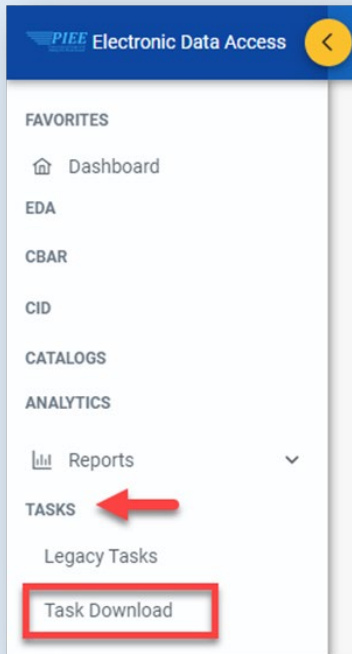 PIEE Electronic Data Access
FAVORITES
Dashboard
EDA
CBAR
CID
CATALOGS
ANALYTICS
Reports
TASKS
Legacy Tasks
Task Download